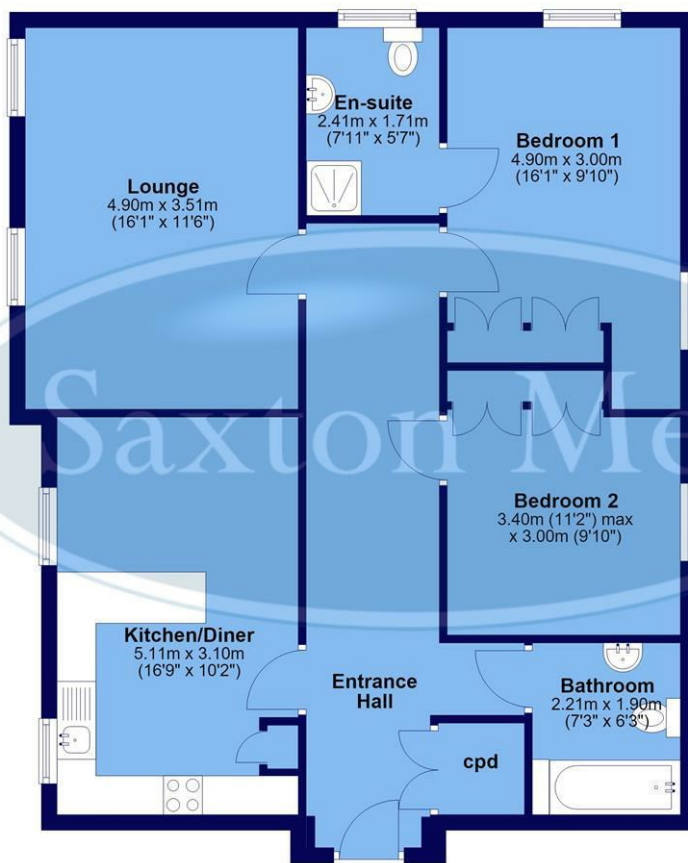 En-suite
2.41m x 1.71m
(7'11" x 5'7")
Bedroom 1
4.90m x 3.00m
(16'1" x 9'10")
Lounge
4.90m x 3.51m
(16'1" x 11'6")
Saxton Me
Bedroom 2
3.40m (11'2") max
x 3.00m (9'10")
Kitchen/Diner
5.11m x 3.10m
(16'9" x 10'2")
Entrance
Hall
Bathroom
2.21m x 1.90m
(7'3" x 6'3")
cpd